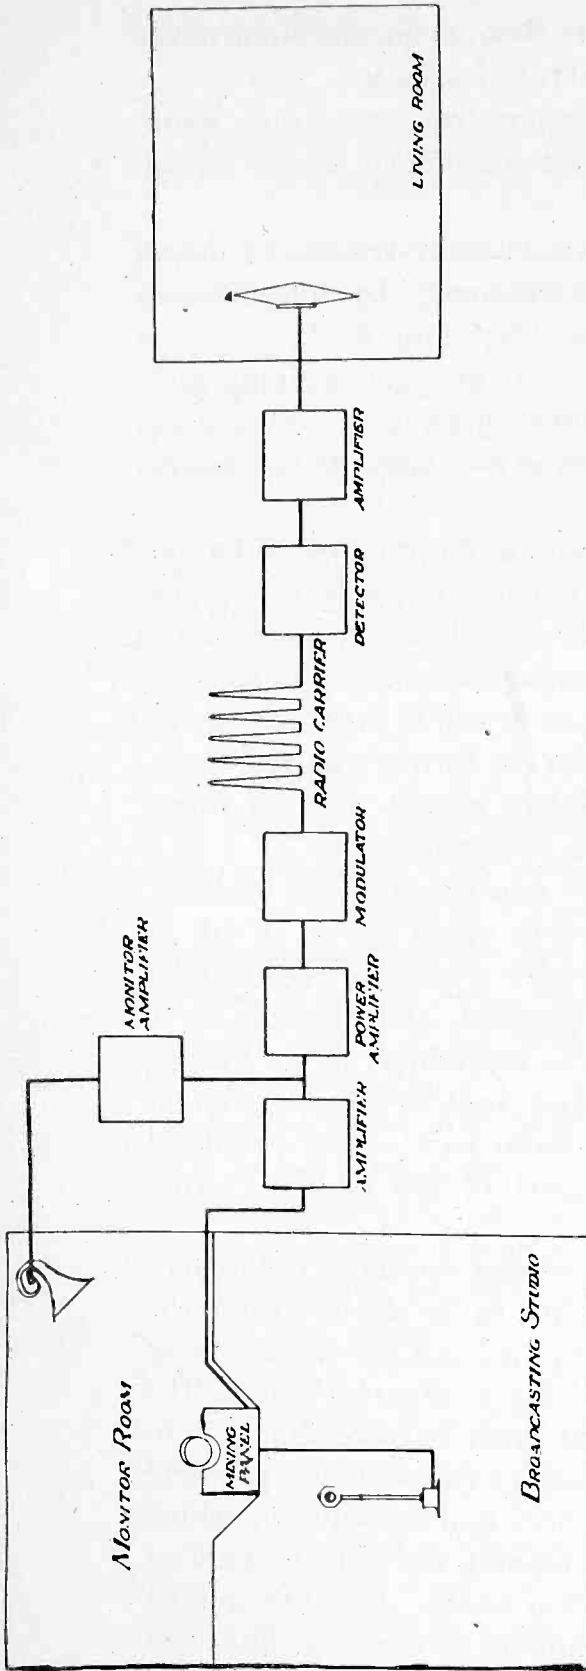 MONITOR ROOM
MIXING
PANEL
BROADCASTING STUDIO
MONITOR
AMPLIFIER
AMPLIFIER
POWER
AMPLIFIER
MODULATOR
RADIO CARRIER
DETECTOR
AMPLIFIER
LIVING ROOM